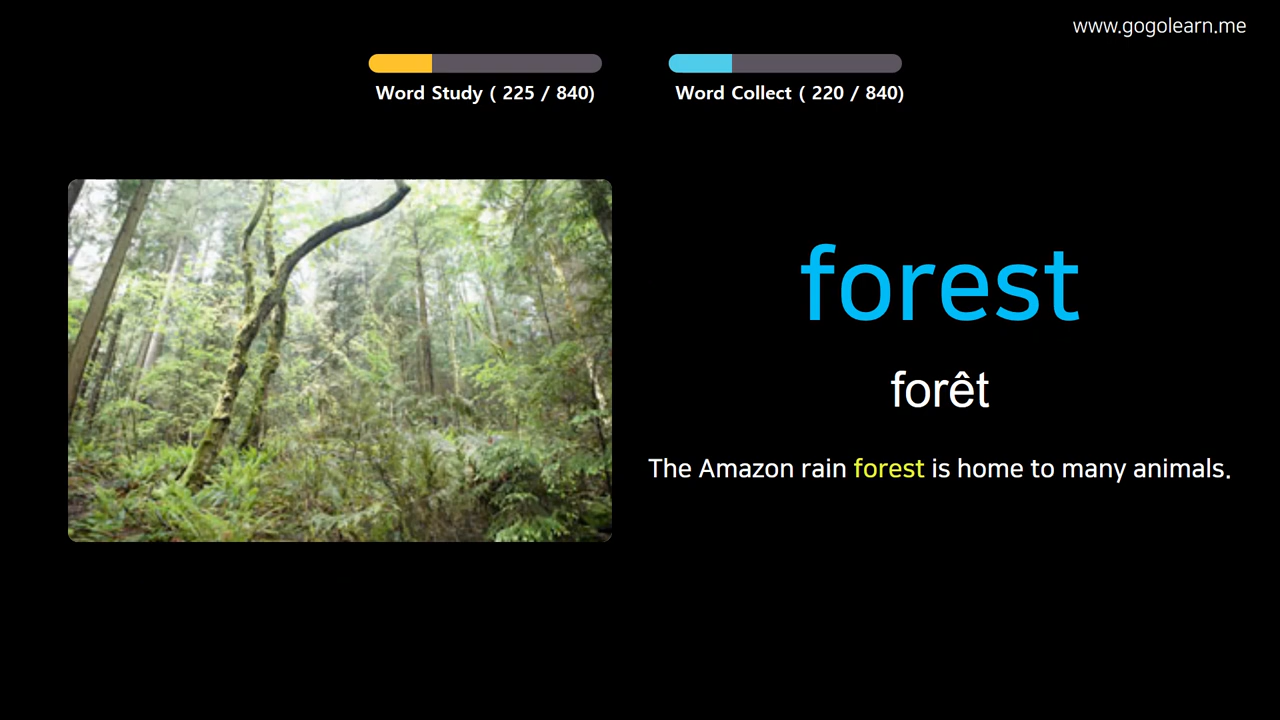 www.gogolearn.me
Word Study ( 225 / 840)
Word Collect ( 220 / 840)
forest
forêt
The Amazon rain forest is home to many animals.